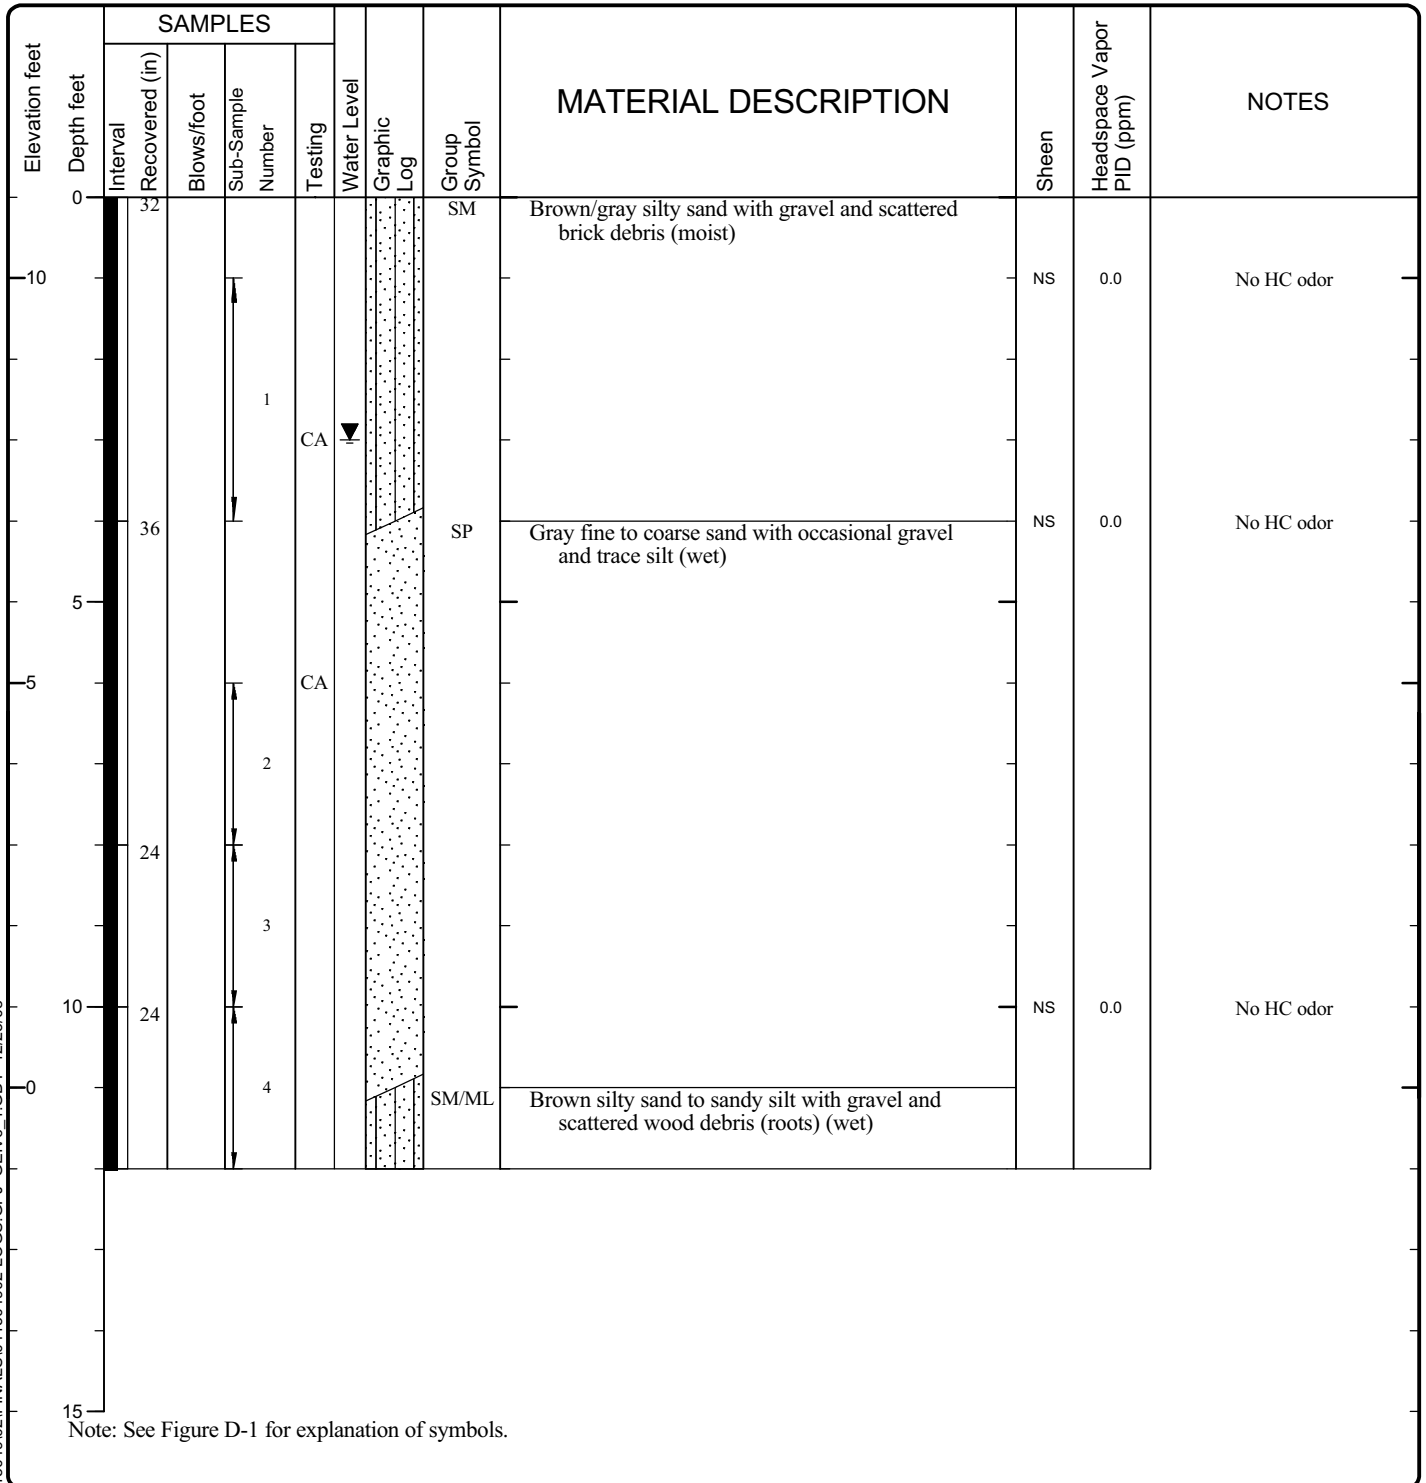 SAMPLES
Elevation feet
Depth feet
Interval
Recovered (in)
Blows/foot
Sub-Sample
Number
Testing
Water Level
Graphic
Log
Group
Symbol
MATERIAL DESCRIPTION
Sheen
Headspace Vapor
PID (ppm)
NOTES
0
32
SM
Brown/gray silty sand with gravel and scattered
brick debris (moist)
10
NS
0.0
No HC odor
1
CA
36
SP
Gray fine to coarse sand with occasional gravel
and trace silt (wet)
NS
0.0
No HC odor
5
5
CA
2
24
3
10
24
NS
0.0
No HC odor
0
4
SM/ML
Brown silty sand to sandy silt with gravel and
scattered wood debris (roots) (wet)
15
Note: See Figure D-1 for explanation of symbols.